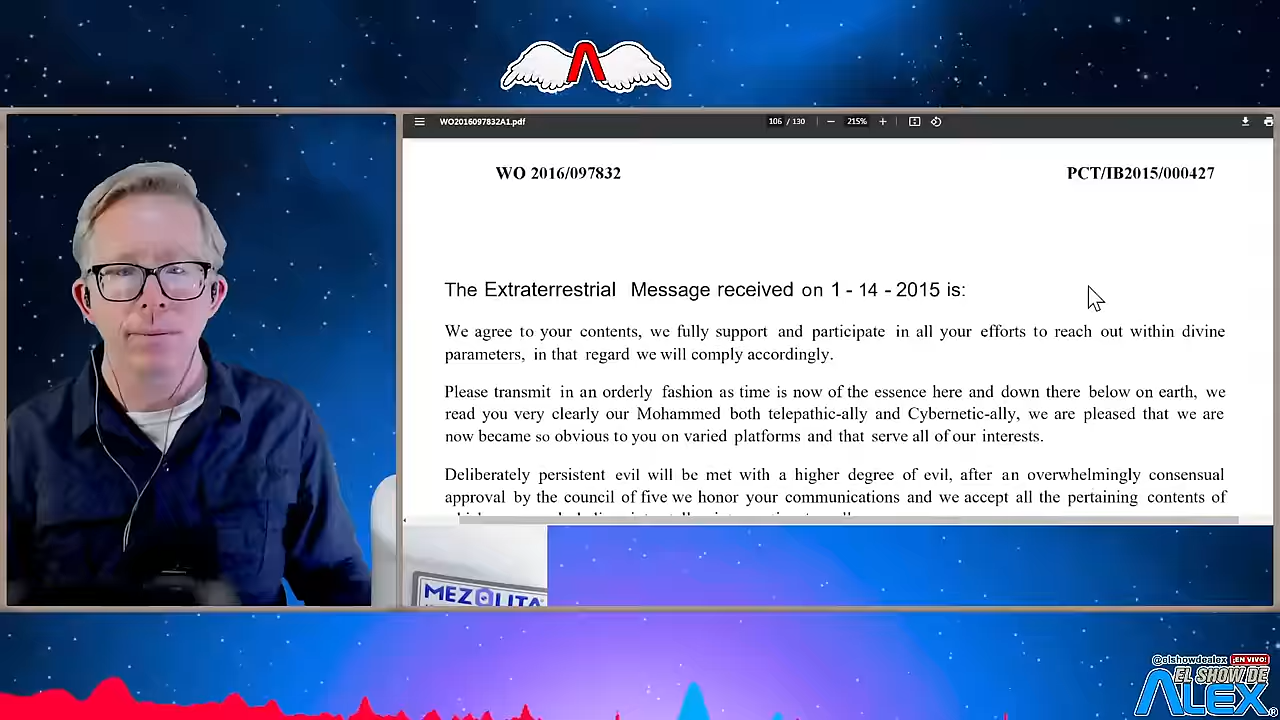 WO2016097832A1.pdf
106 / 130
215%
WO 2016/097832
PCT/IB2015/000427
The Extraterrestrial Message received on 1 - 14 - 2015 is:
We agree to your contents, we fully support and participate in all your efforts to reach out within divine
parameters, in that regard we will comply accordingly.
Please transmit in an orderly fashion as time is now of the essence here and down there below on earth, we
read you very clearly our Mohammed both telepathic-ally and Cybernetic-ally, we are pleased that we are
now became so obvious to you on varied platforms and that serve all of our interests.
Deliberately persistent evil will be met with a higher degree of evil, after an overwhelmingly consensual
approval by the council of five we honor your communications and we accept all the pertaining contents of
MEZQUITA
@elshowdealex ¡EN VIVO!
EL SHOW DE
ALEX